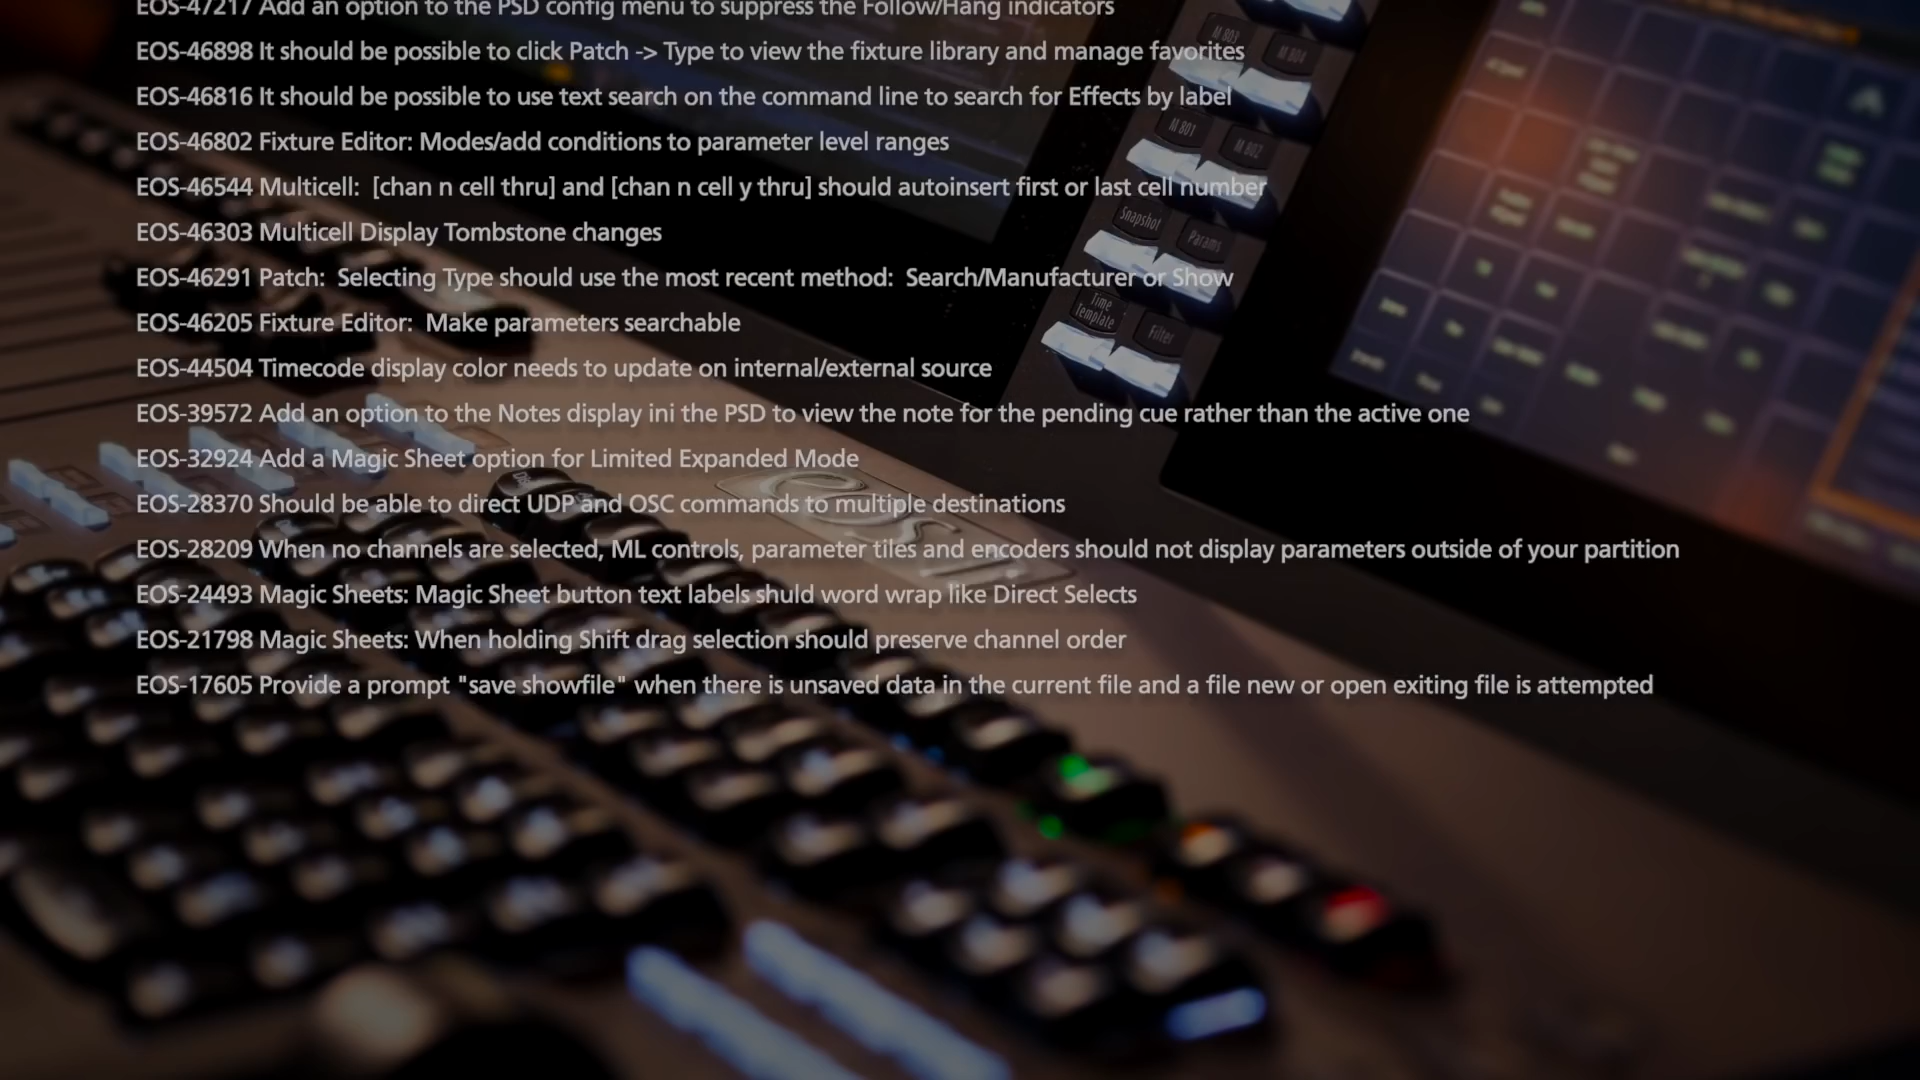 EOS-47217 Add an option to the PSD config menu to suppress the Follow/Hang indicators
EOS-46898 It should be possible to click Patch -> Type to view the fixture library and manage favorites
EOS-46816 It should be possible to use text search on the command line to search for Effects by label
EOS-46802 Fixture Editor: Modes/add conditions to parameter level ranges
EOS-46544 Multicell:  [chan n cell thru] and [chan n cell y thru] should autoinsert first or last cell number
EOS-46303 Multicell Display Tombstone changes
EOS-46291 Patch:  Selecting Type should use the most recent method:  Search/Manufacturer or Show
EOS-46205 Fixture Editor:  Make parameters searchable
EOS-44504 Timecode display color needs to update on internal/external source
EOS-39572 Add an option to the Notes display ini the PSD to view the note for the pending cue rather than the active one
EOS-32924 Add a Magic Sheet option for Limited Expanded Mode
EOS-28370 Should be able to direct UDP and OSC commands to multiple destinations
EOS-28209 When no channels are selected, ML controls, parameter tiles and encoders should not display parameters outside of your partition
EOS-24493 Magic Sheets: Magic Sheet button text labels shuld word wrap like Direct Selects
EOS-21798 Magic Sheets: When holding Shift drag selection should preserve channel order
EOS-17605 Provide a prompt "save showfile" when there is unsaved data in the current file and a file new or open exiting file is attempted
M 803
M 804
M 801
M 802
Snapshot
Params
Time
Template
Filter
eos